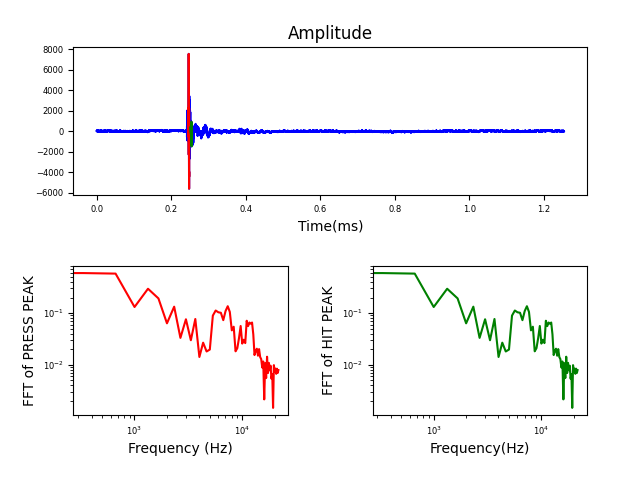 Amplitude
8000
6000
4000
2000
0
−2000
−4000
−6000
0.0 0.2 0.4 0.6 0.8 1.0 1.2
Time(ms)
FFT of PRESS PEAK
10⁻¹
10⁻²
10³ 10⁴
Frequency (Hz)
FFT of HIT PEAK
10⁻¹
10⁻²
10³ 10⁴
Frequency(Hz)